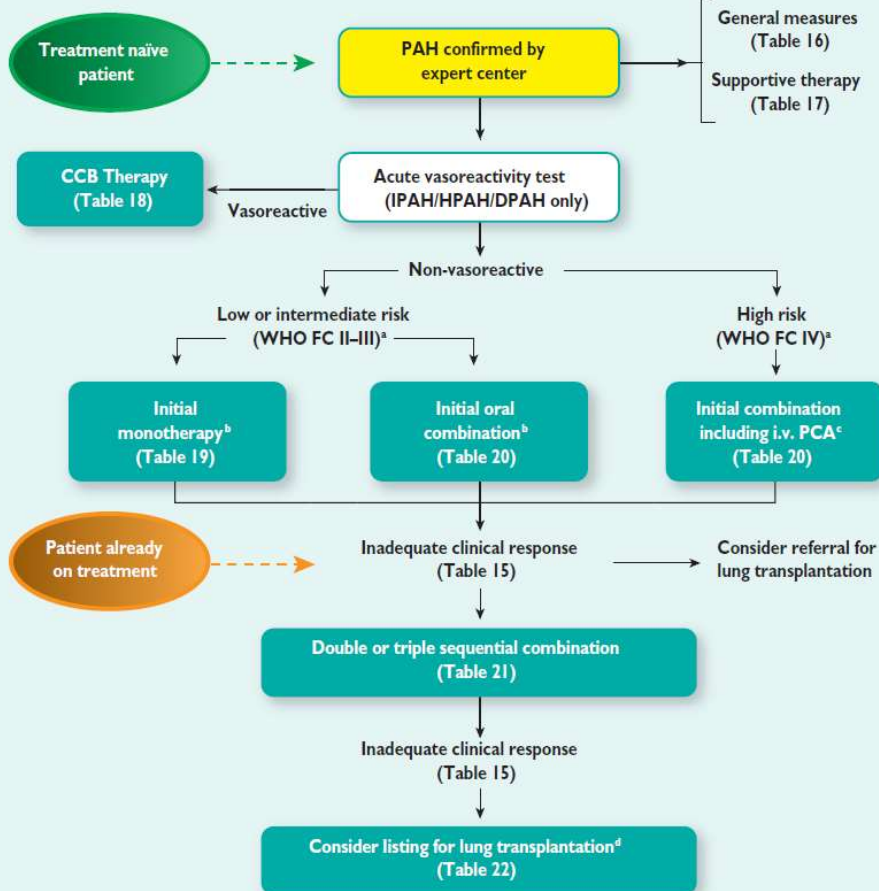 General measures
(Table 16)
Supportive therapy
(Table 17)
Treatment naïve
patient
PAH confirmed by
expert center
CCB Therapy
(Table 18)
Vasoreactive
Acute vasoreactivity test
(IPAH/HPAH/DPAH only)
Non-vasoreactive
Low or intermediate risk
(WHO FC II–III)ᵃ
High risk
(WHO FC IV)ᵃ
Initial
monotherapyᵇ
(Table 19)
Initial oral
combinationᵇ
(Table 20)
Initial combination
including i.v. PCAᶜ
(Table 20)
Patient already
on treatment
Inadequate clinical response
(Table 15)
Consider referral for
lung transplantation
Double or triple sequential combination
(Table 21)
Inadequate clinical response
(Table 15)
Consider listing for lung transplantationᵈ
(Table 22)